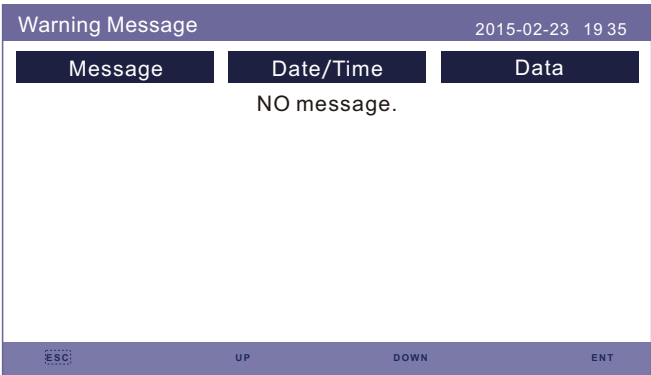 Warning Message 2015-02-23 19 35
Message Date/Time Data
NO message.
ESC UP DOWN ENT